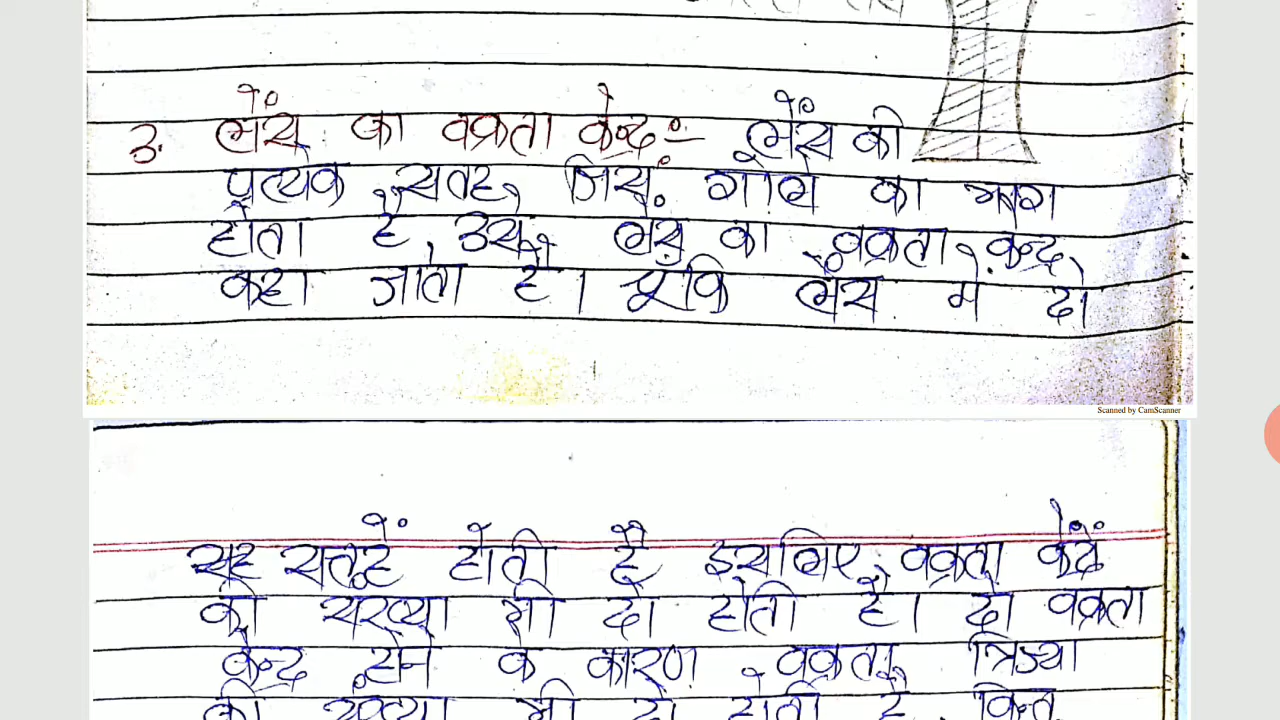 3. लेंस का वक्रता केन्द्र:- लेंस की
प्रत्येक सतह जिस गोले का भाग
होता है, उस लेंस का वक्रता केन्द्र
कहा जाता है। चूंकि लेंस में दो
Scanned by CamScanner
सह सतहें होती है इसलिए वक्रता केन्द्रों
की संख्या भी दो होती है। दो वक्रता
केन्द्र होने के कारण वक्रता त्रिज्या
की संख्या भी दो होती है, किन्तु